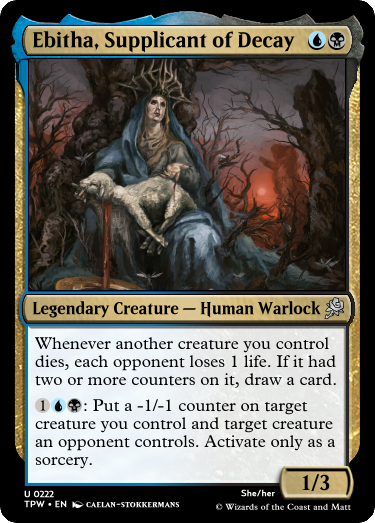 Ebitha, Supplicant of Decay
Legendary Creature — Human Warlock
Whenever another creature you control
dies, each opponent loses 1 life. If it had
two or more counters on it, draw a card.
1: Put a -1/-1 counter on target
creature you control and target creature
an opponent controls. Activate only as a
sorcery.
1/3
U 0222 She/her
TPW • EN CAELAN-STOKKERMANS © Wizards of the Coast and Matt